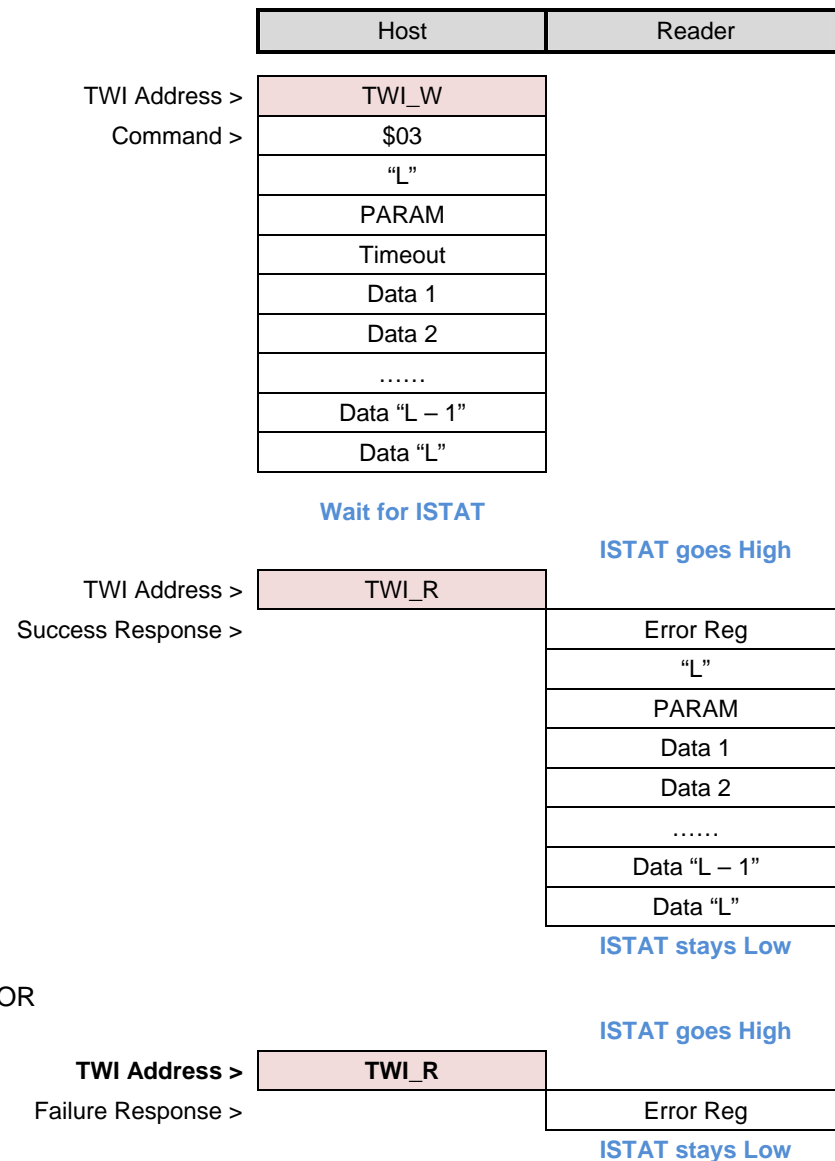 Host Reader
TWI Address > TWI_W
Command > $03
“L”
PARAM
Timeout
Data 1
Data 2
……
Data “L – 1”
Data “L”
Wait for ISTAT
ISTAT goes High
TWI Address > TWI_R
Success Response > Error Reg
“L”
PARAM
Data 1
Data 2
……
Data “L – 1”
Data “L”
ISTAT stays Low
OR
ISTAT goes High
TWI Address > TWI_R
Failure Response > Error Reg
ISTAT stays Low